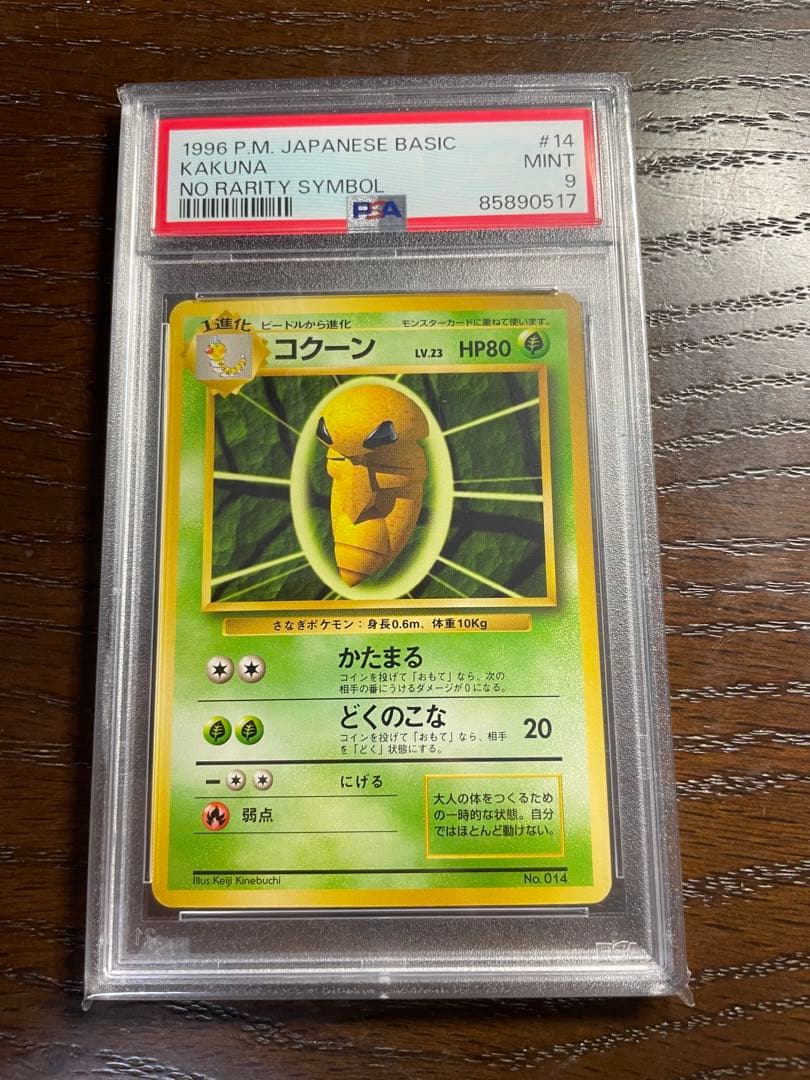 1996 P.M. JAPANESE BASIC #14
KAKUNA MINT
NO RARITY SYMBOL 9
PSA 85890517
1進化 ビードルから進化 モンスターカードに重ねて使います。
コクーン LV.23 HP80
さなぎポケモン：身長0.6m、体重10Kg
かたまる
コインを投げて「おもて」なら、次の
相手の番にうけるダメージが0になる。
どくのこな 20
コインを投げて「おもて」なら、相手
を「どく」状態にする。
にげる
弱点
大人の体をつくるため
の一時的な状態。自分
ではほとんど動けない。
Illus. Keiji Kinebuchi No. 014